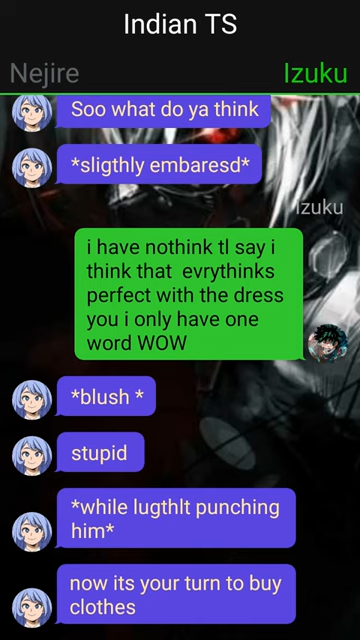 Indian TS
Nejire Izuku
Soo what do ya think
*sligthly embaresd*
Izuku
i have nothink tl say i
think that evrythinks
perfect with the dress
you i only have one
word WOW
*blush *
stupid
*while lugthlt punching
him*
now its your turn to buy
clothes